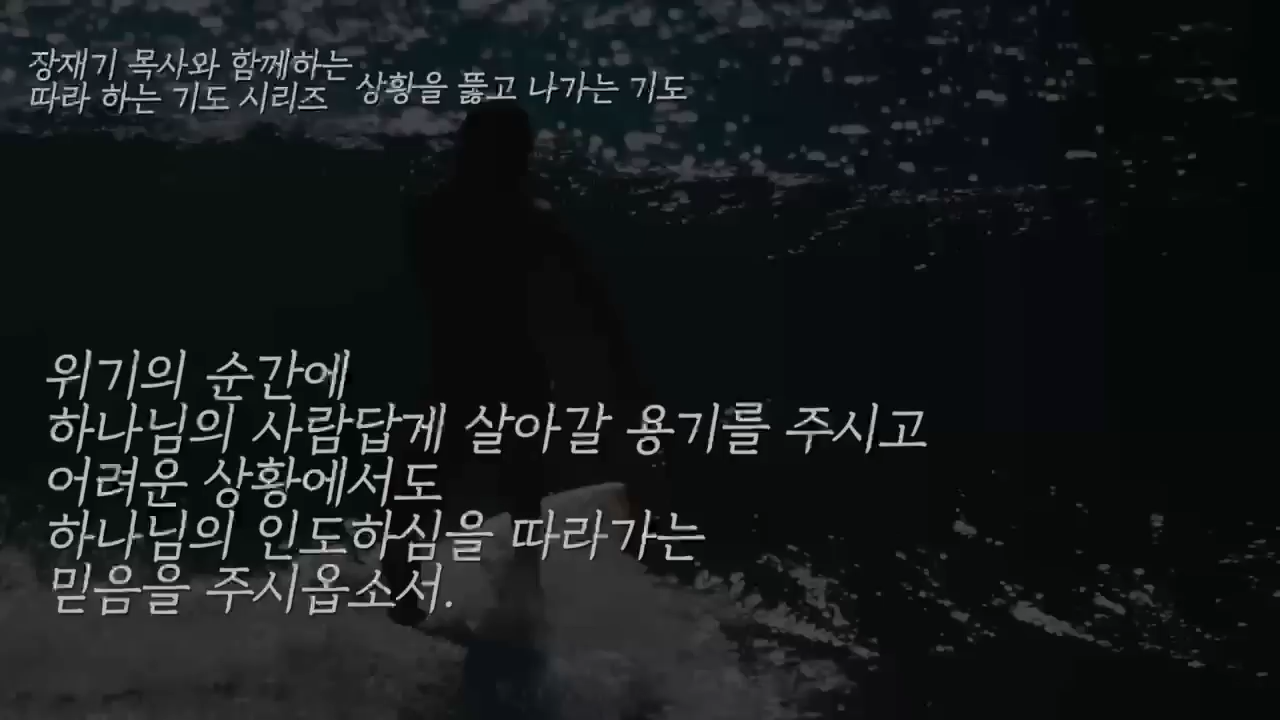 장재기 목사와 함께하는
따라 하는 기도 시리즈
상황을 뚫고 나가는 기도
위기의 순간에
하나님의 사람답게 살아갈 용기를 주시고
어려운 상황에서도
하나님의 인도하심을 따라가는
믿음을 주시옵소서.